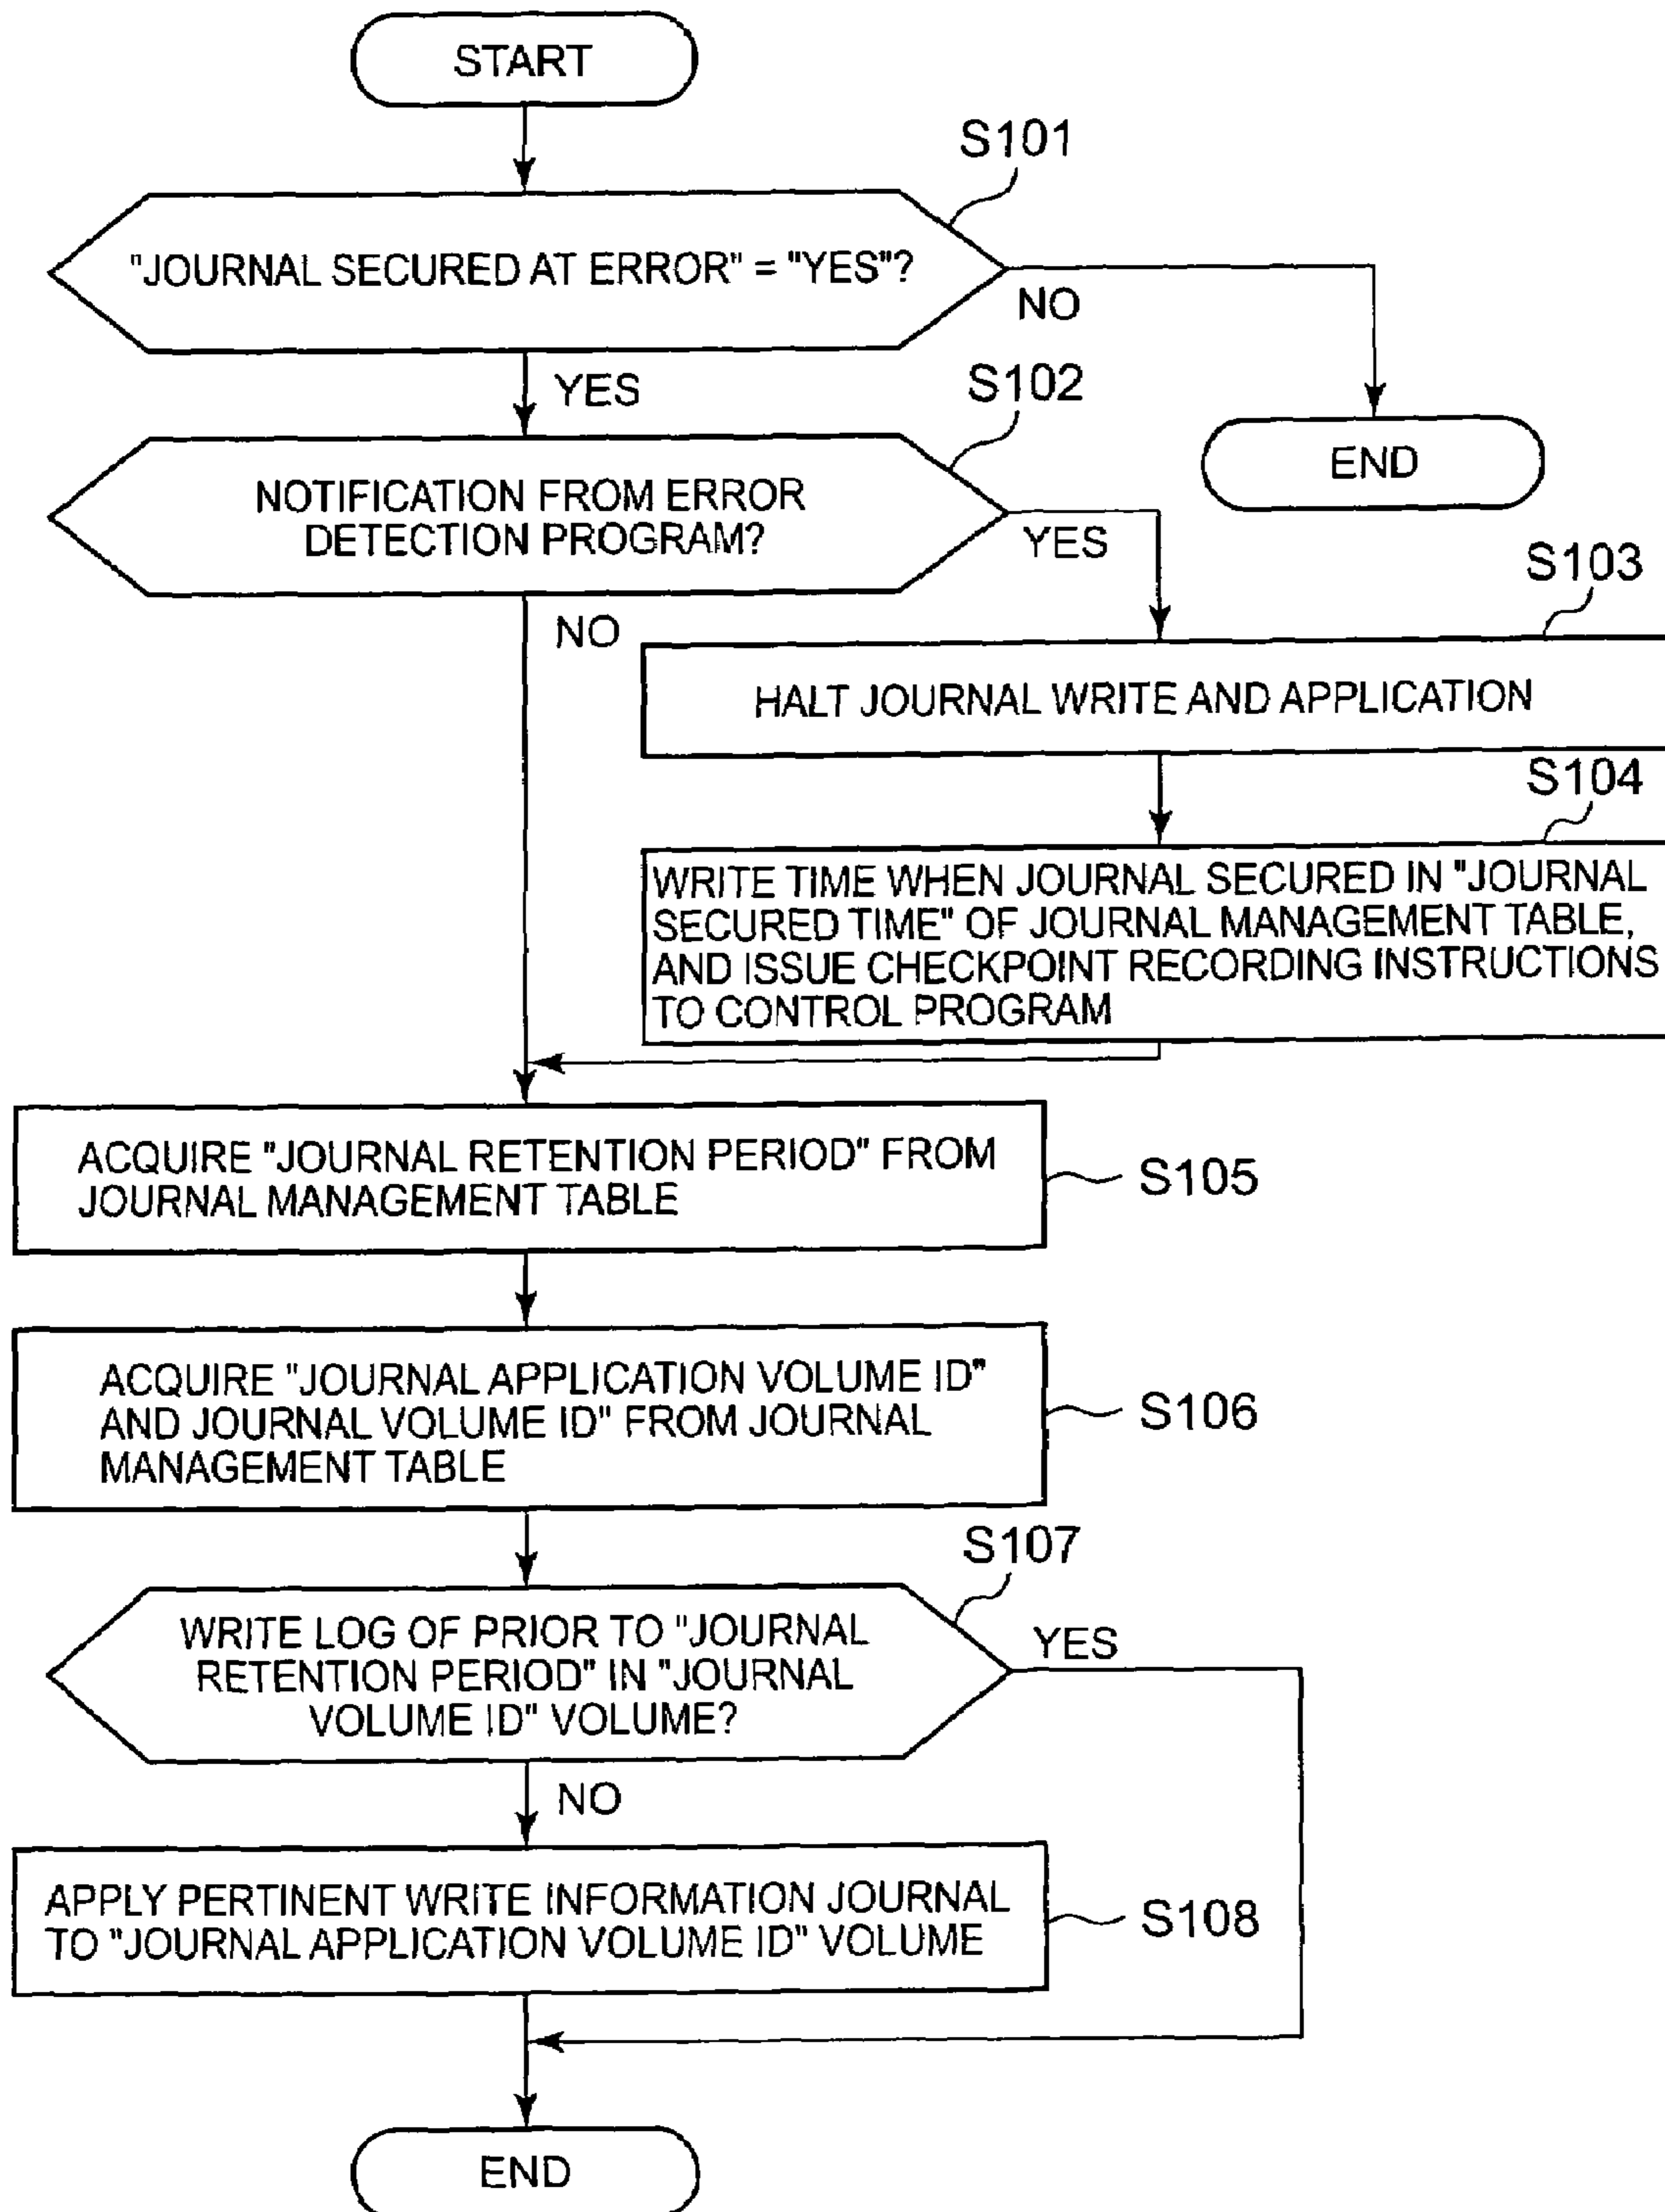 START
S101
"JOURNAL SECURED AT ERROR" = "YES"?
NO
YES
S102
END
NOTIFICATION FROM ERROR
DETECTION PROGRAM?
YES
S103
NO
HALT JOURNAL WRITE AND APPLICATION
S104
WRITE TIME WHEN JOURNAL SECURED IN "JOURNAL
SECURED TIME" OF JOURNAL MANAGEMENT TABLE,
AND ISSUE CHECKPOINT RECORDING INSTRUCTIONS
TO CONTROL PROGRAM
ACQUIRE "JOURNAL RETENTION PERIOD" FROM
JOURNAL MANAGEMENT TABLE
S105
ACQUIRE "JOURNAL APPLICATION VOLUME ID"
AND JOURNAL VOLUME ID" FROM JOURNAL
MANAGEMENT TABLE
S106
S107
WRITE LOG OF PRIOR TO "JOURNAL
RETENTION PERIOD" IN "JOURNAL
VOLUME ID" VOLUME?
YES
NO
APPLY PERTINENT WRITE INFORMATION JOURNAL
TO "JOURNAL APPLICATION VOLUME ID" VOLUME
S108
END